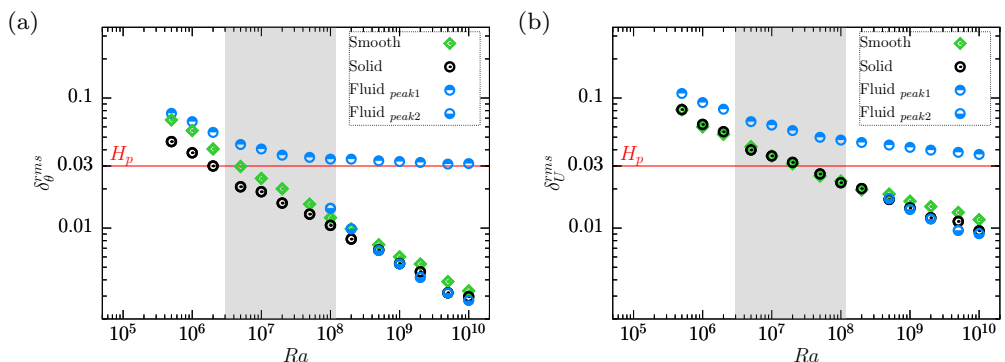 (a)
Smooth
Solid
Fluid peak1
Fluid peak2
0.1
0.03
0.01
H_p
δ_θ^{rms}
10^5 10^6 10^7 10^8 10^9 10^10
Ra
(b)
Smooth
Solid
Fluid peak1
Fluid peak2
0.1
0.03
0.01
H_p
δ_U^{rms}
10^5 10^6 10^7 10^8 10^9 10^10
Ra